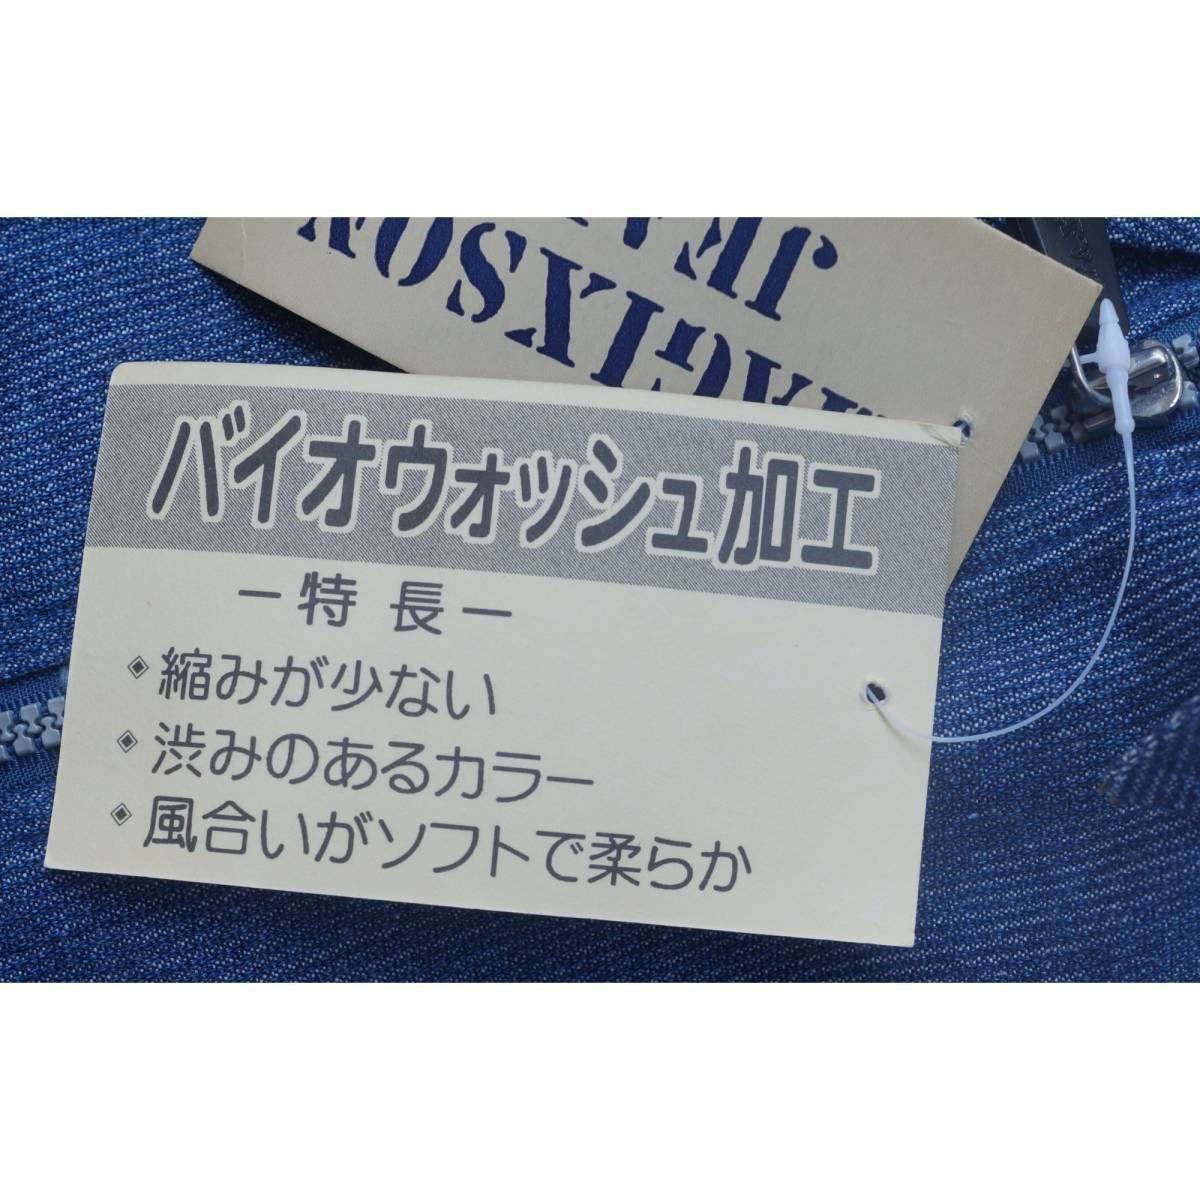 バイオウォッシュ加工
ー特 長ー
縮みが少ない
渋みのあるカラー
風合いがソフトで柔らか